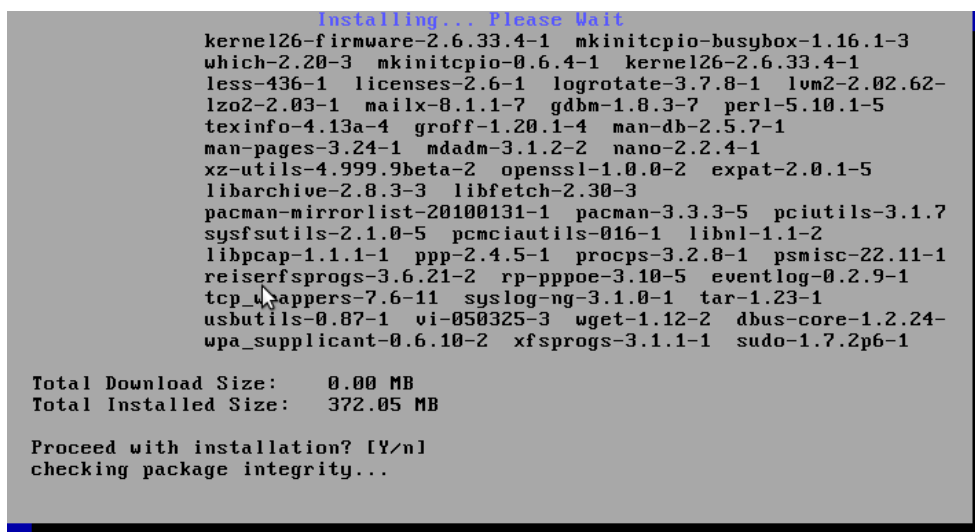 Installing... Please Wait
kernel26-firmware-2.6.33.4-1 mkinitcpio-busybox-1.16.1-3
which-2.20-3 mkinitcpio-0.6.4-1 kernel26-2.6.33.4-1
less-436-1 licenses-2.6-1 logrotate-3.7.8-1 lvm2-2.02.62-
lzo2-2.03-1 mailx-8.1.1-7 gdbm-1.8.3-7 perl-5.10.1-5
texinfo-4.13a-4 groff-1.20.1-4 man-db-2.5.7-1
man-pages-3.24-1 mdadm-3.1.2-2 nano-2.2.4-1
xz-utils-4.999.9beta-2 openssl-1.0.0-2 expat-2.0.1-5
libarchive-2.8.3-3 libfetch-2.30-3
pacman-mirrorlist-20100131-1 pacman-3.3.3-5 pciutils-3.1.7
sysfsutils-2.1.0-5 pcmciautils-016-1 libnl-1.1-2
libpcap-1.1.1-1 ppp-2.4.5-1 procps-3.2.8-1 psmisc-22.11-1
reiserfsprogs-3.6.21-2 rp-pppoe-3.10-5 eventlog-0.2.9-1
tcp_wrappers-7.6-11 syslog-ng-3.1.0-1 tar-1.23-1
usbutils-0.87-1 vi-050325-3 wget-1.12-2 dbus-core-1.2.24-
wpa_supplicant-0.6.10-2 xfsprogs-3.1.1-1 sudo-1.7.2p6-1
Total Download Size: 0.00 MB
Total Installed Size: 372.05 MB
Proceed with installation? [Y/n]
checking package integrity...